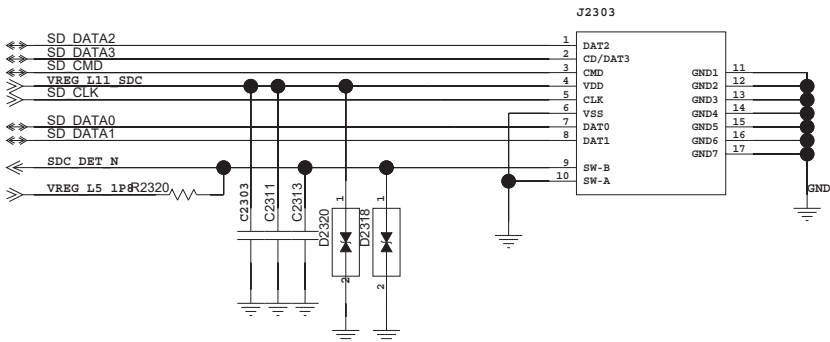 J2303
SD_DATA2 1 DAT2
SD_DATA3 2 CD/DAT3
SD_CMD 3 CMD GND1 11
VREG_L11_SDC 4 VDD GND2 12
SD_CLK 5 CLK GND3 13
6 VSS GND4 14
SD_DATA0 7 DAT0 GND5 15
SD_DATA1 8 DAT1 GND6 16
GND7 17
SDC_DET_N 9 SW-B
10 SW-A
VREG_L5_1P8 R2320
GND
C2303
C2311
C2313
D2320 1 2
D2318 1 2